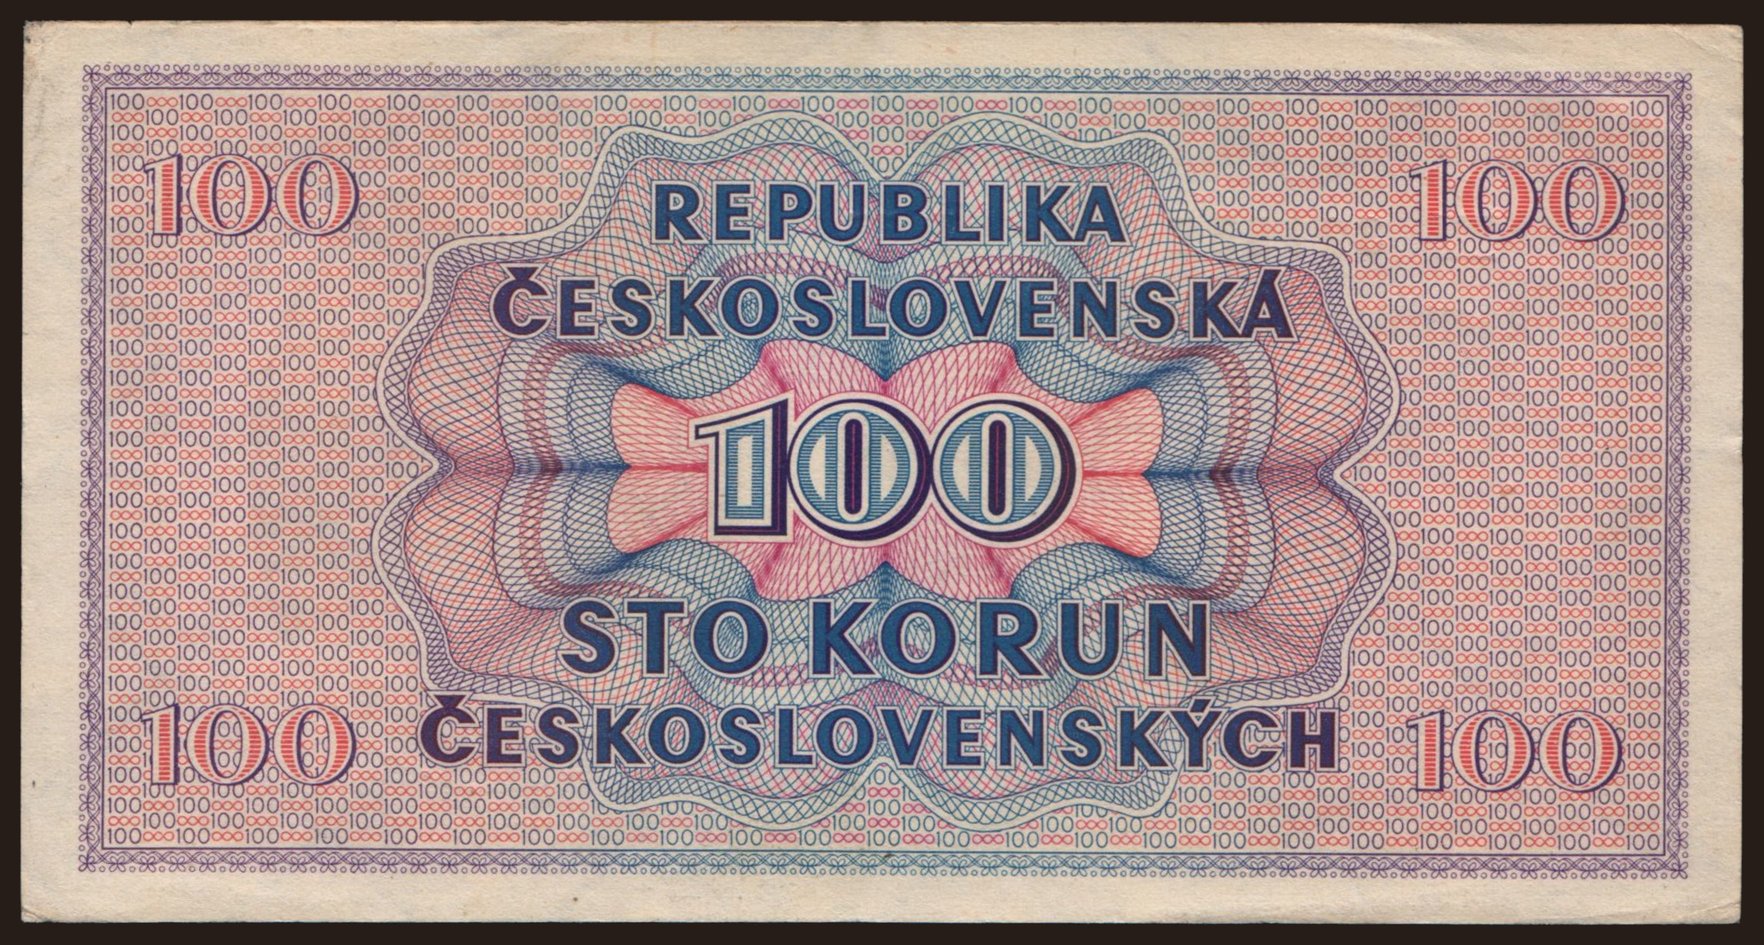 100 100
REPUBLIKA
ČESKOSLOVENSKÁ
100
STO KORUN
ČESKOSLOVENSKÝCH
100 100